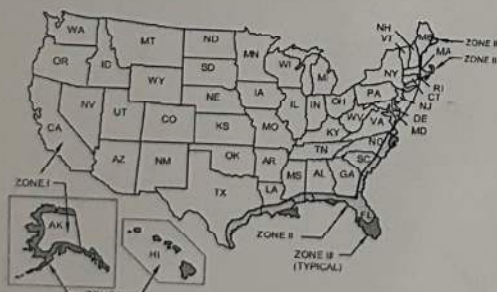 WA
MT
ND
MN
NH
VT
ME
ZONE II
MA
OR
ID
SD
WI
MI
NY
WY
RI
CT
NJ
NV
NE
IA
PA
CA
UT
CO
IL
IN
OH
WV
VA
DE
MD
KS
MO
KY
AZ
NM
OK
AR
TN
NC
SC
MS
AL
GA
TX
LA
ZONE I
AK
HI
FL
ZONE II
ZONE III
(TYPICAL)